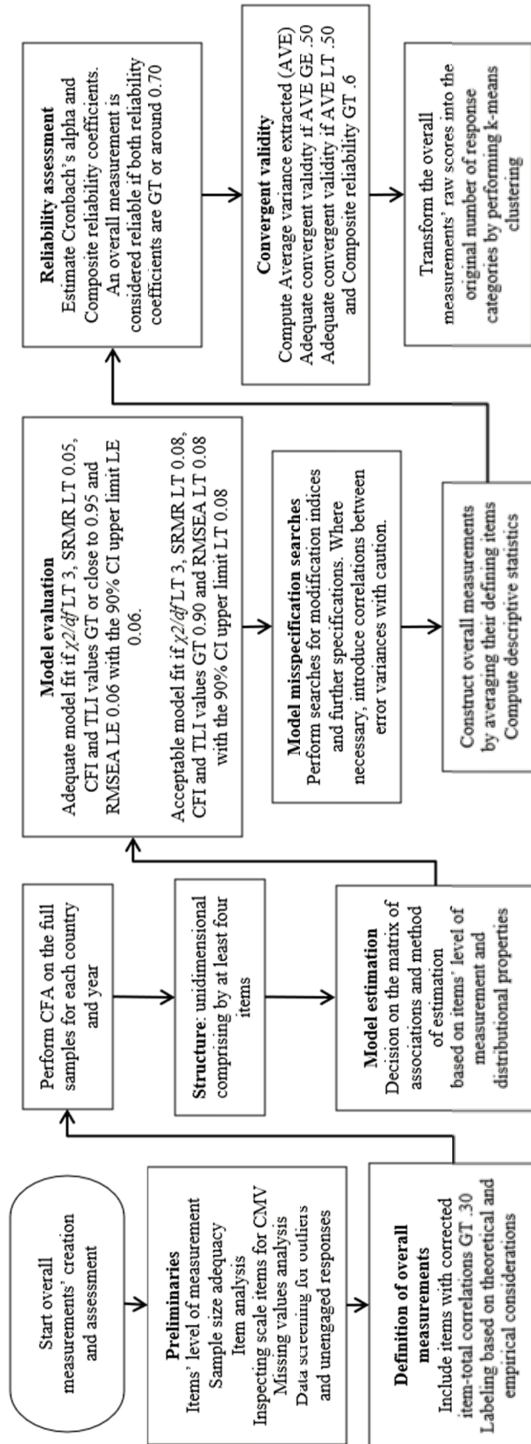 Start overall
measurements' creation
and assessment
Preliminaries
Items' level of measurement
Sample size adequacy
Item analysis
Inspecting scale items for CMV
Missing values analysis
Data screening for outliers
and unengaged responses
Definition of overall
measurements
Include items with corrected
item-total correlations GT .30
Labeling based on theoretical and
empirical considerations
Perform CFA on the full
samples for each country
and year
Structure: unidimensional
comprising by at least four
items
Model estimation
Decision on the matrix of
associations and method
of estimation
based on items' level of
measurement and
distributional properties
Model evaluation
Adequate model fit if χ2/df LT 3, SRMR LT 0.05,
CFI and TLI values GT or close to 0.95 and
RMSEA LE 0.06 with the 90% CI upper limit LE
0.06.
Acceptable model fit if χ2/df LT 3, SRMR LT 0.08,
CFI and TLI values GT 0.90 and RMSEA LT 0.08
with the 90% CI upper limit LT 0.08
Model misspecification searches
Perform searches for modification indices
and further specifications. Where
necessary, introduce correlations between
error variances with caution.
Construct overall measurements
by averaging their defining items
Compute descriptive statistics
Reliability assessment
Estimate Cronbach's alpha and
Composite reliability coefficients.
An overall measurement is
considered reliable if both reliability
coefficients are GT or around 0.70
Convergent validity
Compute Average variance extracted (AVE)
Adequate convergent validity if AVE GE .50
Adequate convergent validity if AVE LT .50
and Composite reliability GT .6
Transform the overall
measurements' raw scores into the
original number of response
categories by performing k-means
clustering